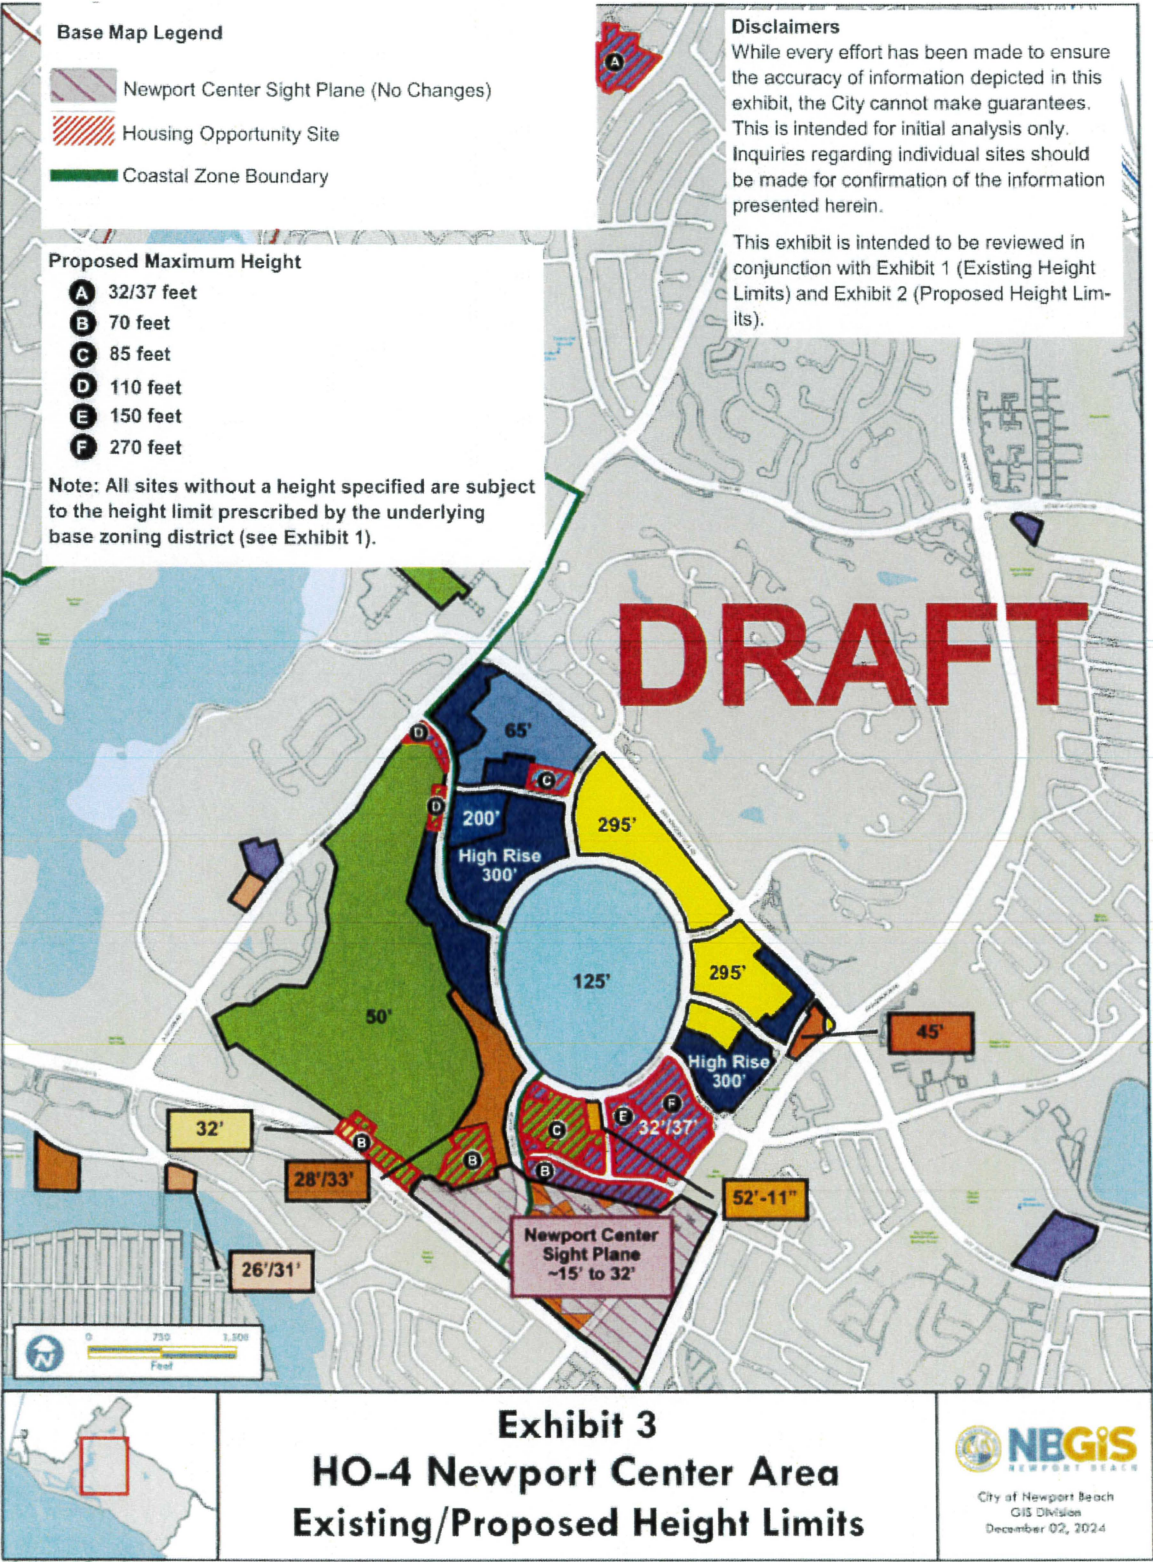 Base Map Legend
Newport Center Sight Plane (No Changes)
Housing Opportunity Site
Coastal Zone Boundary
Proposed Maximum Height
A 32/37 feet
B 70 feet
C 85 feet
D 110 feet
E 150 feet
F 270 feet
Note: All sites without a height specified are subject
to the height limit prescribed by the underlying
base zoning district (see Exhibit 1).
Disclaimers
While every effort has been made to ensure
the accuracy of information depicted in this
exhibit, the City cannot make guarantees.
This is intended for initial analysis only.
Inquiries regarding individual sites should
be made for confirmation of the information
presented herein.
This exhibit is intended to be reviewed in
conjunction with Exhibit 1 (Existing Height
Limits) and Exhibit 2 (Proposed Height Lim-
its).
A
DRAFT
D
65'
C
D
200'
295'
High Rise
300'
125'
295'
50'
45'
High Rise
300'
F
E
32'/37'
C
32'
B
B
B
28'/33'
52'-11"
Newport Center
Sight Plane
~15' to 32'
26'/31'
N
0 750 1,500
Feet
Exhibit 3
HO-4 Newport Center Area
Existing/Proposed Height Limits
NBGIS
NEWPORT BEACH
City of Newport Beach
GIS Division
December 02, 2024